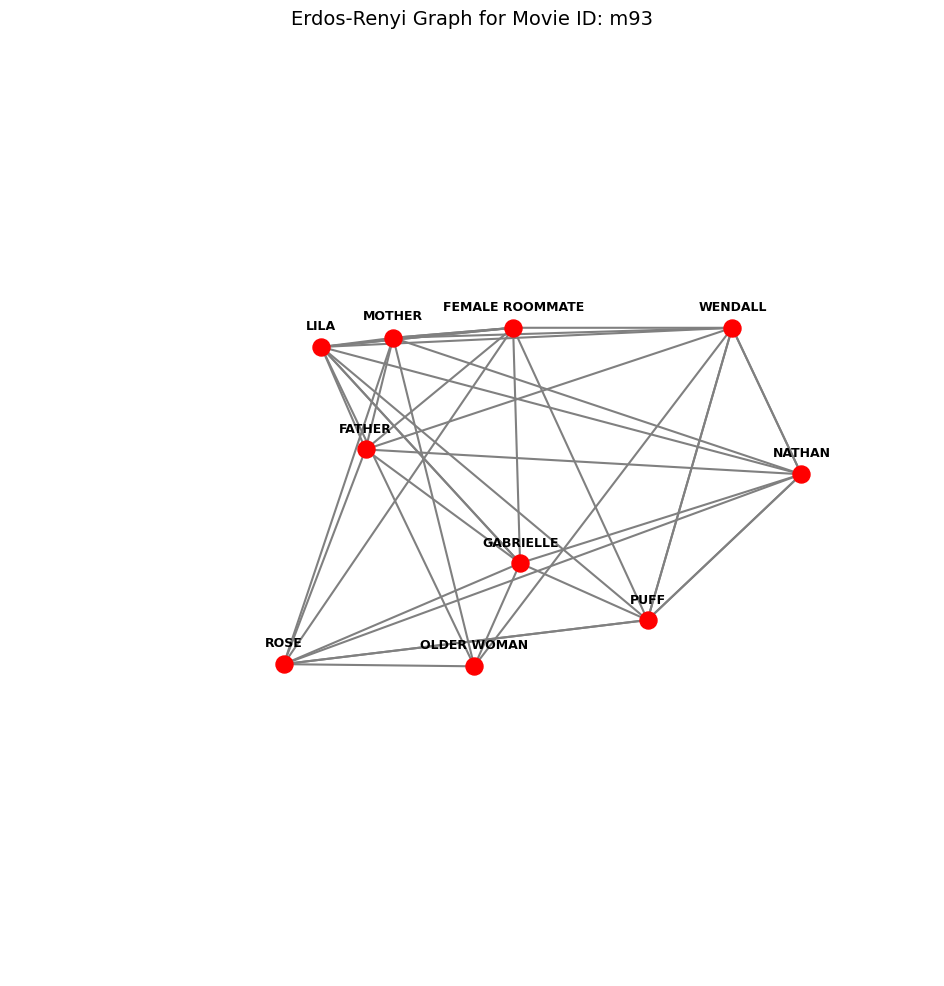 Erdos-Renyi Graph for Movie ID: m93
FEMALE ROOMMATE
WENDALL
MOTHER
LILA
FATHER
NATHAN
GABRIELLE
PUFF
ROSE
OLDER WOMAN